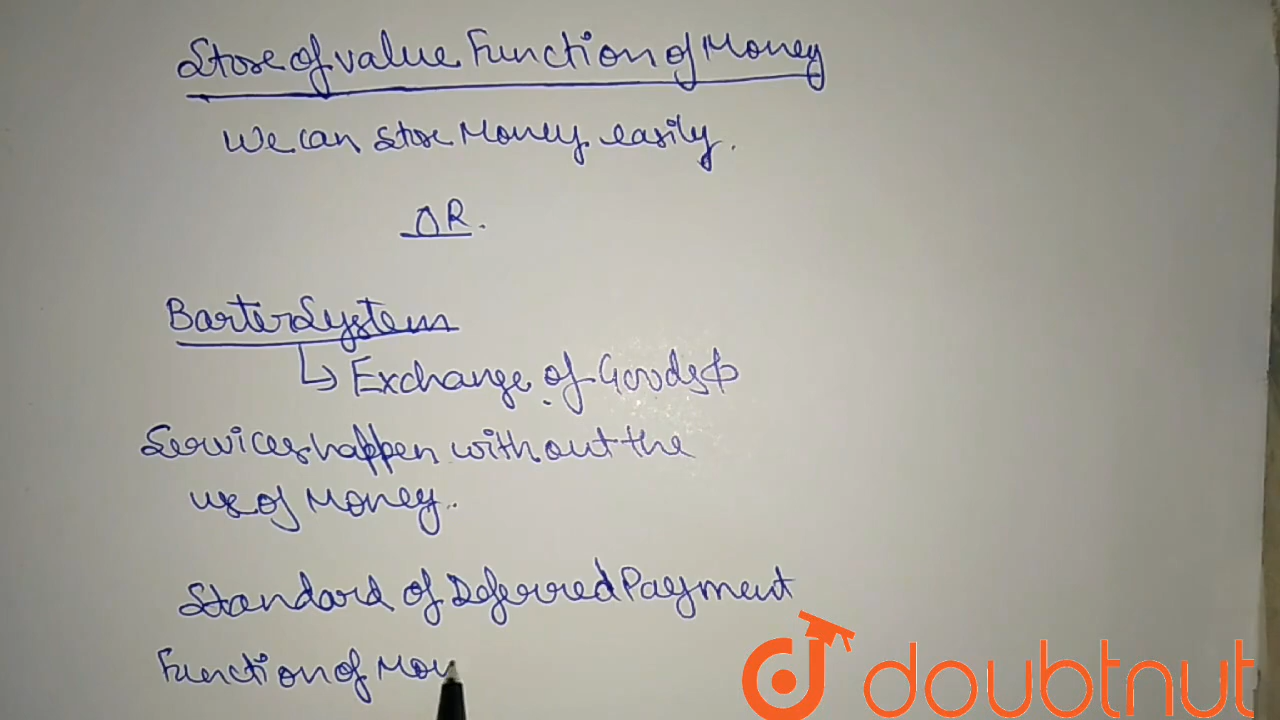 Store of value Function of Money
We can store Money easily.
OR.
Barter System
↳ Exchange of Goods &
Services happen without the
use of Money.
Standard of Deferred Payment
Function of Mon
doubtnut